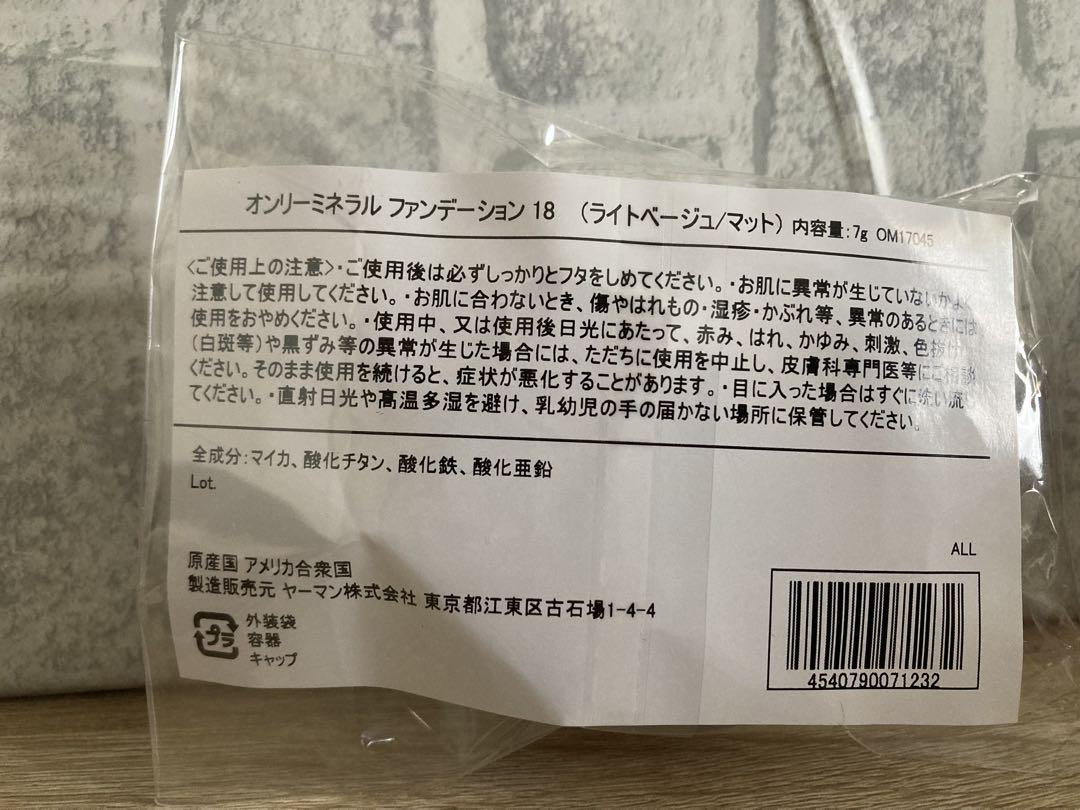 オンリーミネラル ファンデーション 18 （ライトベージュ/マット） 内容量:7g OM17045
〈ご使用上の注意〉・ご使用後は必ずしっかりとフタをしめてください。・お肌に異常が生じていないかよく
注意して使用してください。・お肌に合わないとき、傷やはれもの・湿疹・かぶれ等、異常のあるときには
使用をおやめください。・使用中、又は使用後日光にあたって、赤み、はれ、かゆみ、刺激、色抜け
(白斑等)や黒ずみ等の異常が生じた場合には、ただちに使用を中止し、皮膚科専門医等にご相談
ください。そのまま使用を続けると、症状が悪化することがあります。・目に入った場合はすぐに洗い流し
てください。・直射日光や高温多湿を避け、乳幼児の手の届かない場所に保管してください。
全成分:マイカ、酸化チタン、酸化鉄、酸化亜鉛
Lot.
ALL
原産国 アメリカ合衆国
製造販売元 ヤーマン株式会社 東京都江東区古石場1-4-4
プラ
外装袋
容器
キャップ
4540790071232